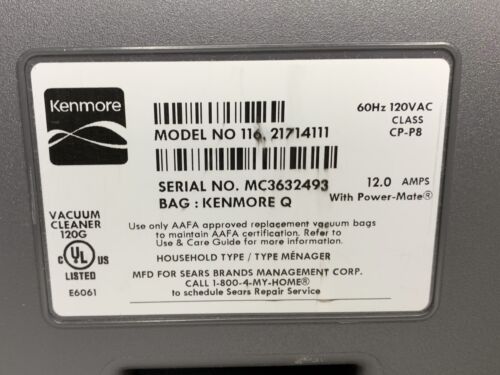 Kenmore
60Hz 120VAC
CLASS
CP-P8
MODEL NO 116. 21714111
SERIAL NO. MC3632493
12.0 AMPS
With Power-Mate®
BAG : KENMORE Q
VACUUM
CLEANER
120G
C UL US
LISTED
E6061
Use only AAFA approved replacement vacuum bags
to maintain AAFA certification. Refer to
Use & Care Guide for more information.
HOUSEHOLD TYPE / TYPE MÉNAGER
MFD FOR SEARS BRANDS MANAGEMENT CORP.
CALL 1-800-4-MY-HOME®
to schedule Sears Repair Service